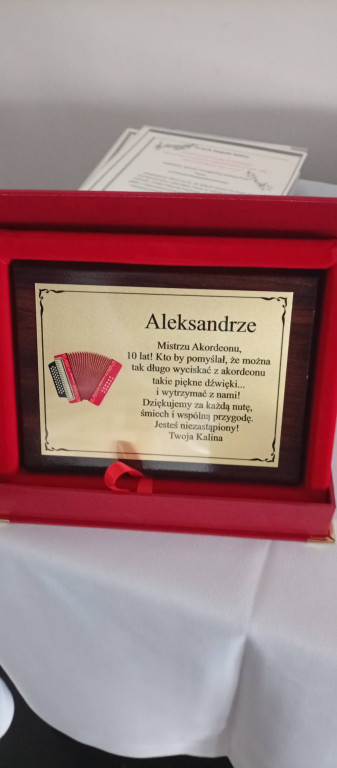 Aleksandrze
Mistrzu Akordeonu,
10 lat! Kto by pomyślał, że można
tak długo wyciskać z akordeonu
takie piękne dźwięki...
i wytrzymać z nami!
Dziękujemy za każdą nutę,
śmiech i wspólną przygodę.
Jesteś niezastąpiony!
Twoja Kalina